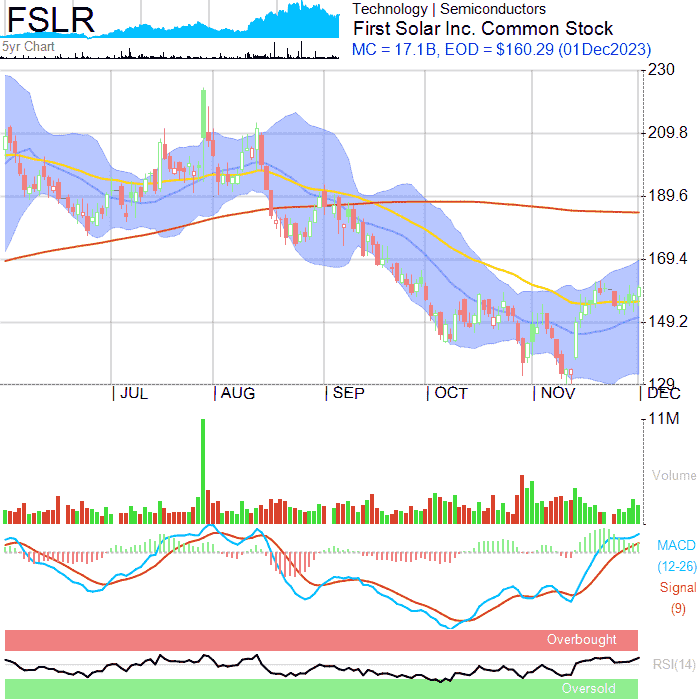 FSLR
5yr Chart
Technology | Semiconductors
First Solar Inc. Common Stock
MC = 17.1B, EOD = $160.29 (01Dec2023)
230
209.8
189.6
169.4
149.2
129
JUL
AUG
SEP
OCT
NOV
DEC
11M
Volume
MACD
(12-26)
Signal
(9)
Overbought
RSI(14)
Oversold